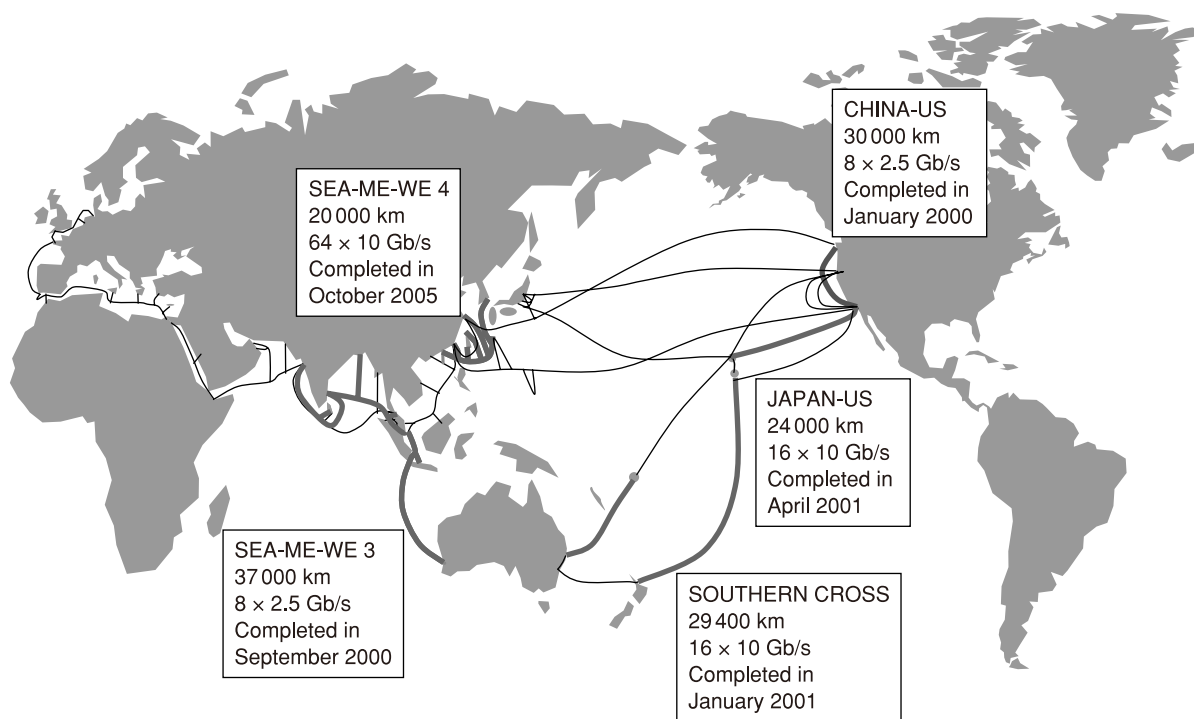 CHINA-US
30 000 km
8 × 2.5 Gb/s
Completed in
January 2000
SEA-ME-WE 4
20 000 km
64 × 10 Gb/s
Completed in
October 2005
JAPAN-US
24 000 km
16 × 10 Gb/s
Completed in
April 2001
SEA-ME-WE 3
37 000 km
8 × 2.5 Gb/s
Completed in
September 2000
SOUTHERN CROSS
29 400 km
16 × 10 Gb/s
Completed in
January 2001